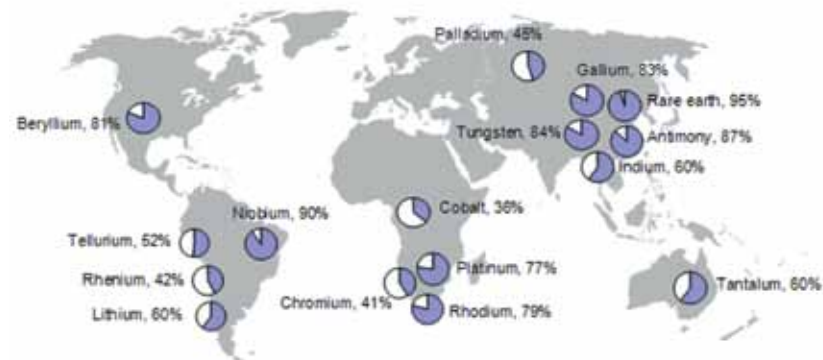 Palladium, 45%
Gallium, 83%
Beryllium, 81%
Rare earth, 95%
Tungsten, 84%
Antimony, 87%
Indium, 60%
Niobium, 90%
Cobalt, 36%
Tellurium, 52%
Platinum, 77%
Rhenium, 42%
Chromium, 41%
Tantalum, 60%
Lithium, 60%
Rhodium, 79%